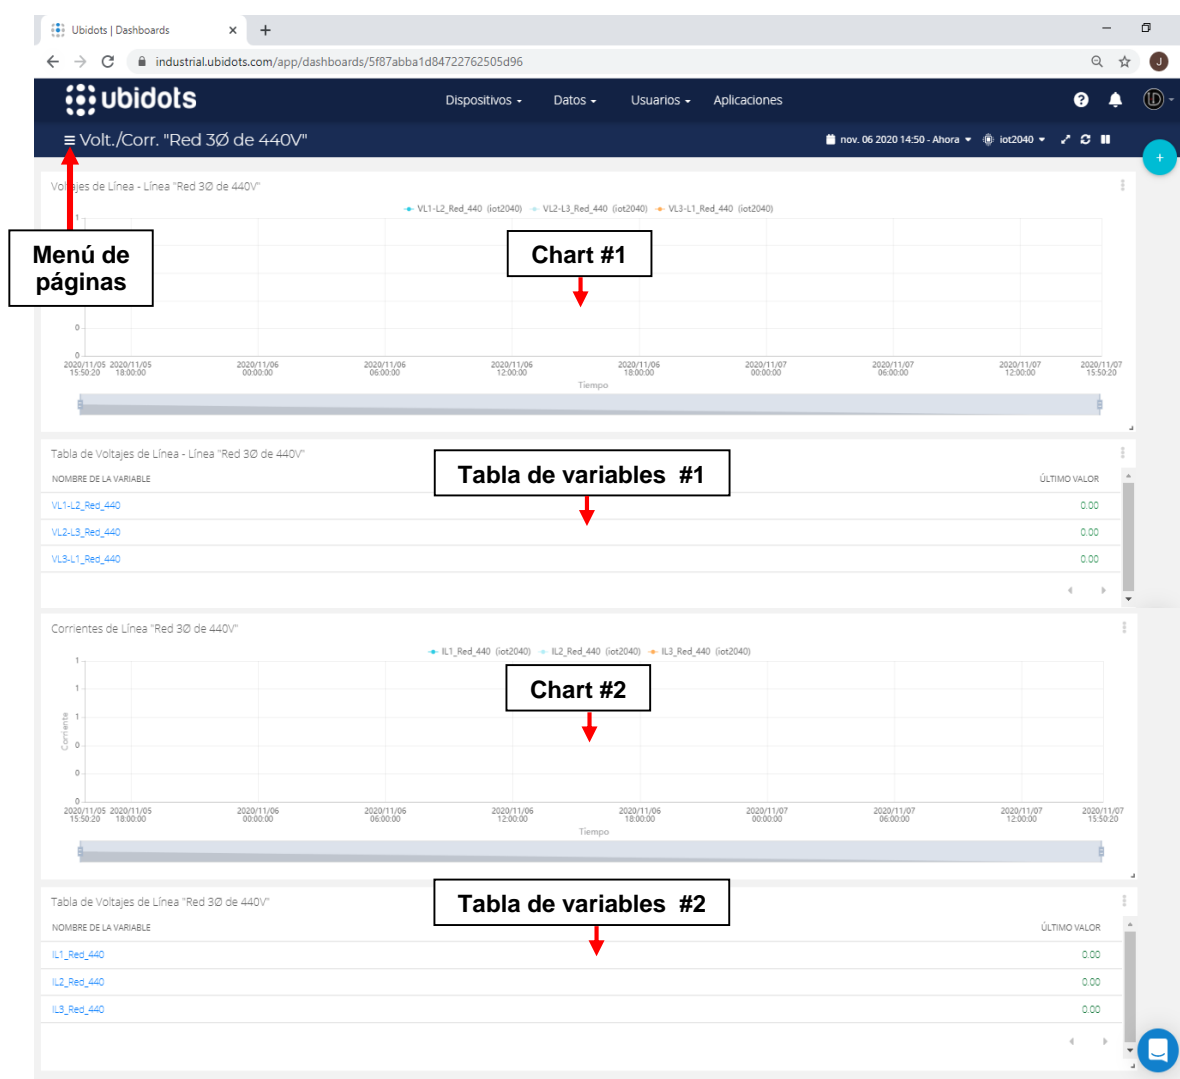 Ubidots | Dashboards
industrial.ubidots.com/app/dashboards/5f87abba1d84722762505d96
J
ubidots
Dispositivos
Datos
Usuarios
Aplicaciones
Volt./Corr. "Red 3Ø de 440V"
nov. 06 2020 14:50 - Ahora
iot2040
Voltajes de Línea - Línea "Red 3Ø de 440V"
VL1-L2_Red_440 (iot2040) VL2-L3_Red_440 (iot2040) VL3-L1_Red_440 (iot2040)
1
Menú de
páginas
Chart #1
0
0
2020/11/05 15:50:20
2020/11/05 18:00:00
2020/11/06 00:00:00
2020/11/06 06:00:00
2020/11/06 12:00:00
2020/11/06 18:00:00
2020/11/07 00:00:00
2020/11/07 06:00:00
2020/11/07 12:00:00
2020/11/07 15:50:20
Tiempo
Tabla de Voltajes de Línea - Línea "Red 3Ø de 440V"
Tabla de variables #1
NOMBRE DE LA VARIABLE ÚLTIMO VALOR
VL1-L2_Red_440 0.00
VL2-L3_Red_440 0.00
VL3-L1_Red_440 0.00
Corrientes de Línea "Red 3Ø de 440V"
IL1_Red_440 (iot2040) IL2_Red_440 (iot2040) IL3_Red_440 (iot2040)
Chart #2
1
1
1
0
0
0
Corriente
2020/11/05 15:50:20
2020/11/05 18:00:00
2020/11/06 00:00:00
2020/11/06 06:00:00
2020/11/06 12:00:00
2020/11/06 18:00:00
2020/11/07 00:00:00
2020/11/07 06:00:00
2020/11/07 12:00:00
2020/11/07 15:50:20
Tiempo
Tabla de Voltajes de Línea "Red 3Ø de 440V"
Tabla de variables #2
NOMBRE DE LA VARIABLE ÚLTIMO VALOR
IL1_Red_440 0.00
IL2_Red_440 0.00
IL3_Red_440 0.00